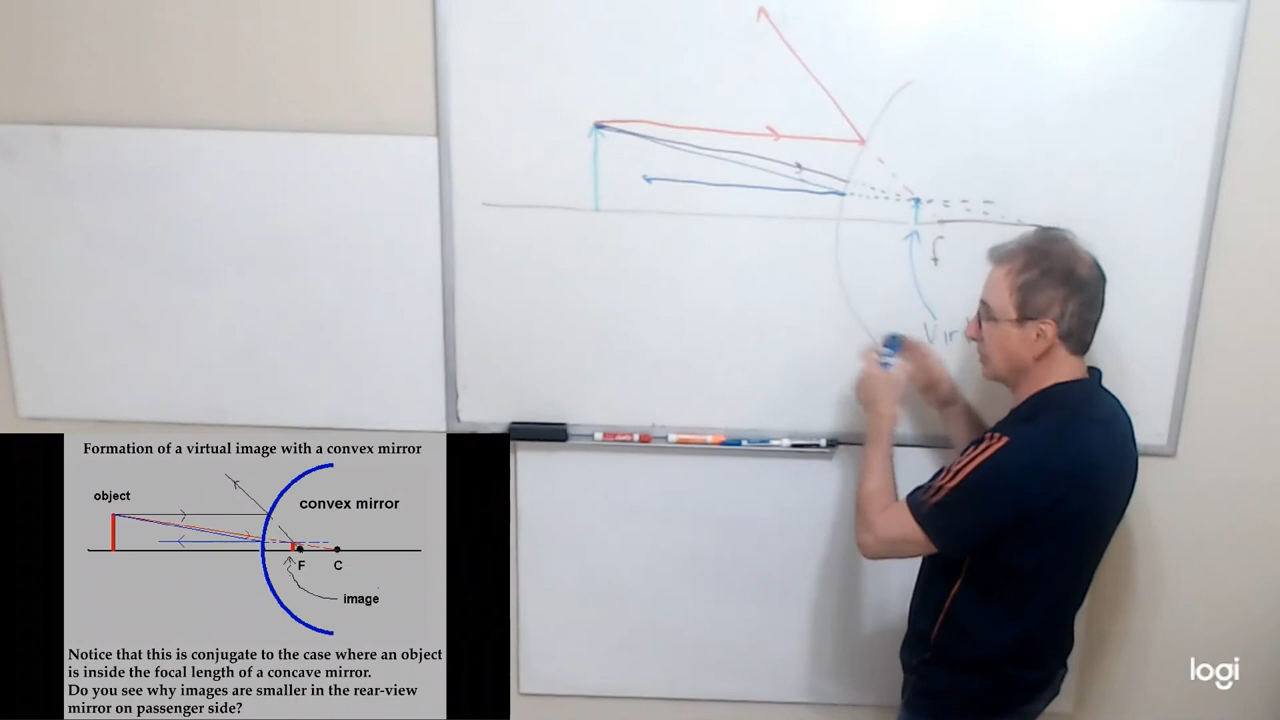 f
Vir
Formation of a virtual image with a convex mirror
object
convex mirror
F
C
image
Notice that this is conjugate to the case where an object
is inside the focal length of a concave mirror.
Do you see why images are smaller in the rear-view
mirror on passenger side?
logi